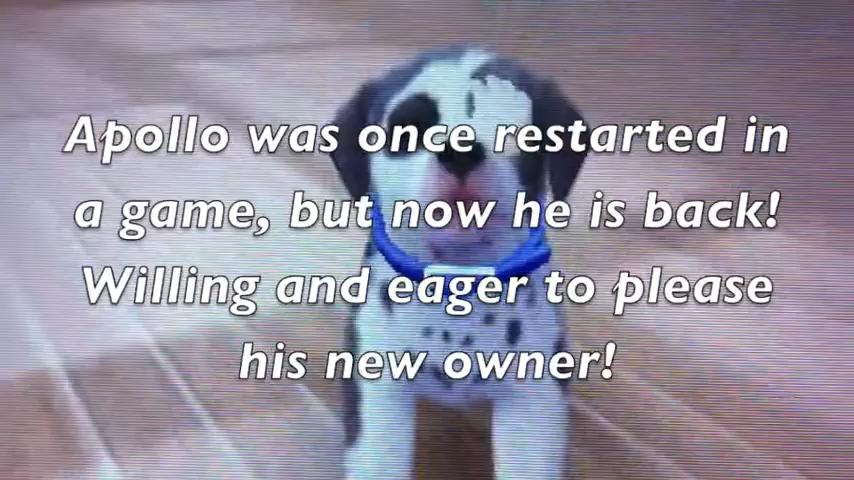 Apollo was once restarted in
a game, but now he is back!
Willing and eager to please
his new owner!